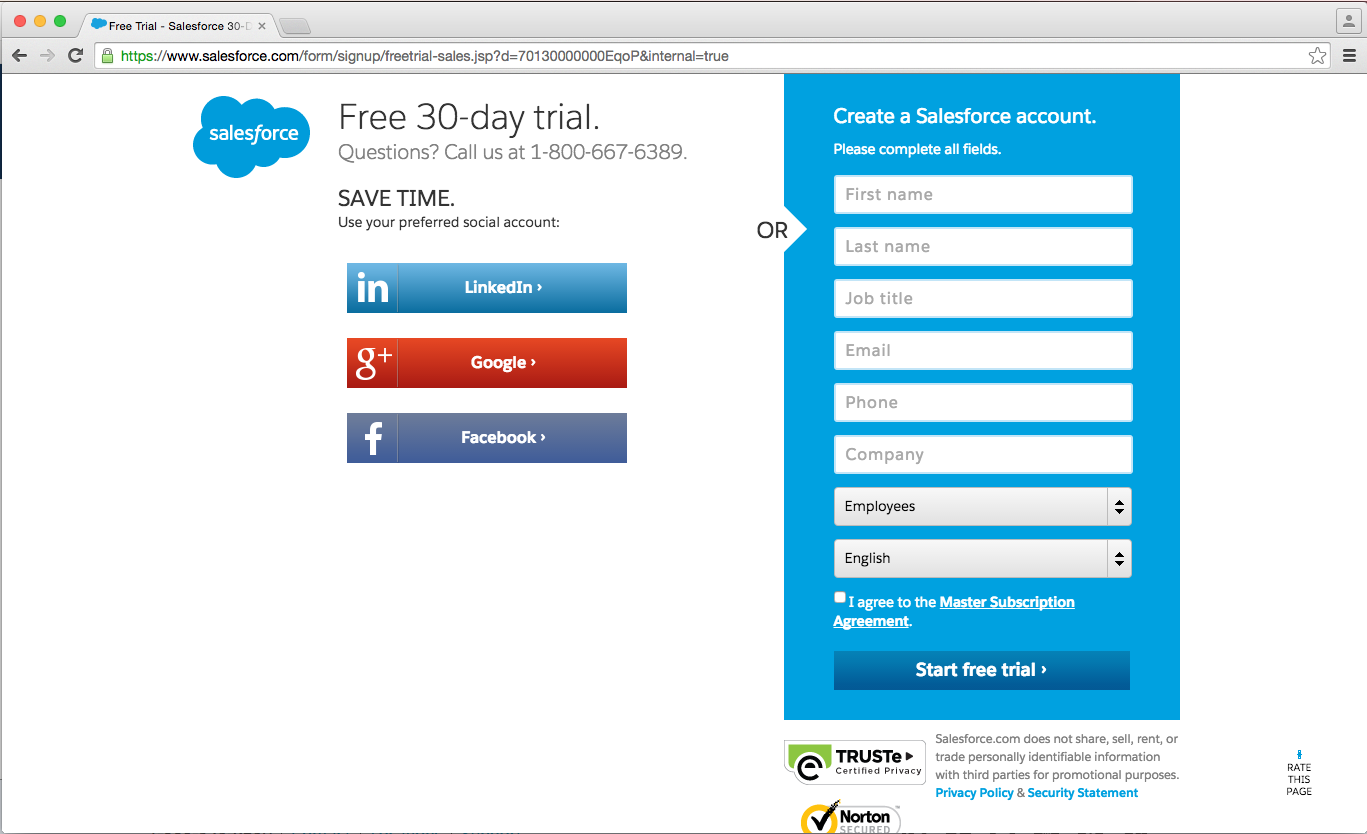 Free Trial - Salesforce 30-D
https://www.salesforce.com/form/signup/freetrial-sales.jsp?d=70130000000EqoP&internal=true
salesforce
Free 30-day trial.
Questions? Call us at 1-800-667-6389.
SAVE TIME.
Use your preferred social account:
in LinkedIn ›
g+ Google ›
f Facebook ›
OR
Create a Salesforce account.
Please complete all fields.
First name
Last name
Job title
Email
Phone
Company
Employees
English
I agree to the Master Subscription
Agreement.
Start free trial ›
TRUSTe
Certified Privacy
Salesforce.com does not share, sell, rent, or
trade personally identifiable information
with third parties for promotional purposes.
Privacy Policy & Security Statement
Norton
SECURED
RATE
THIS
PAGE